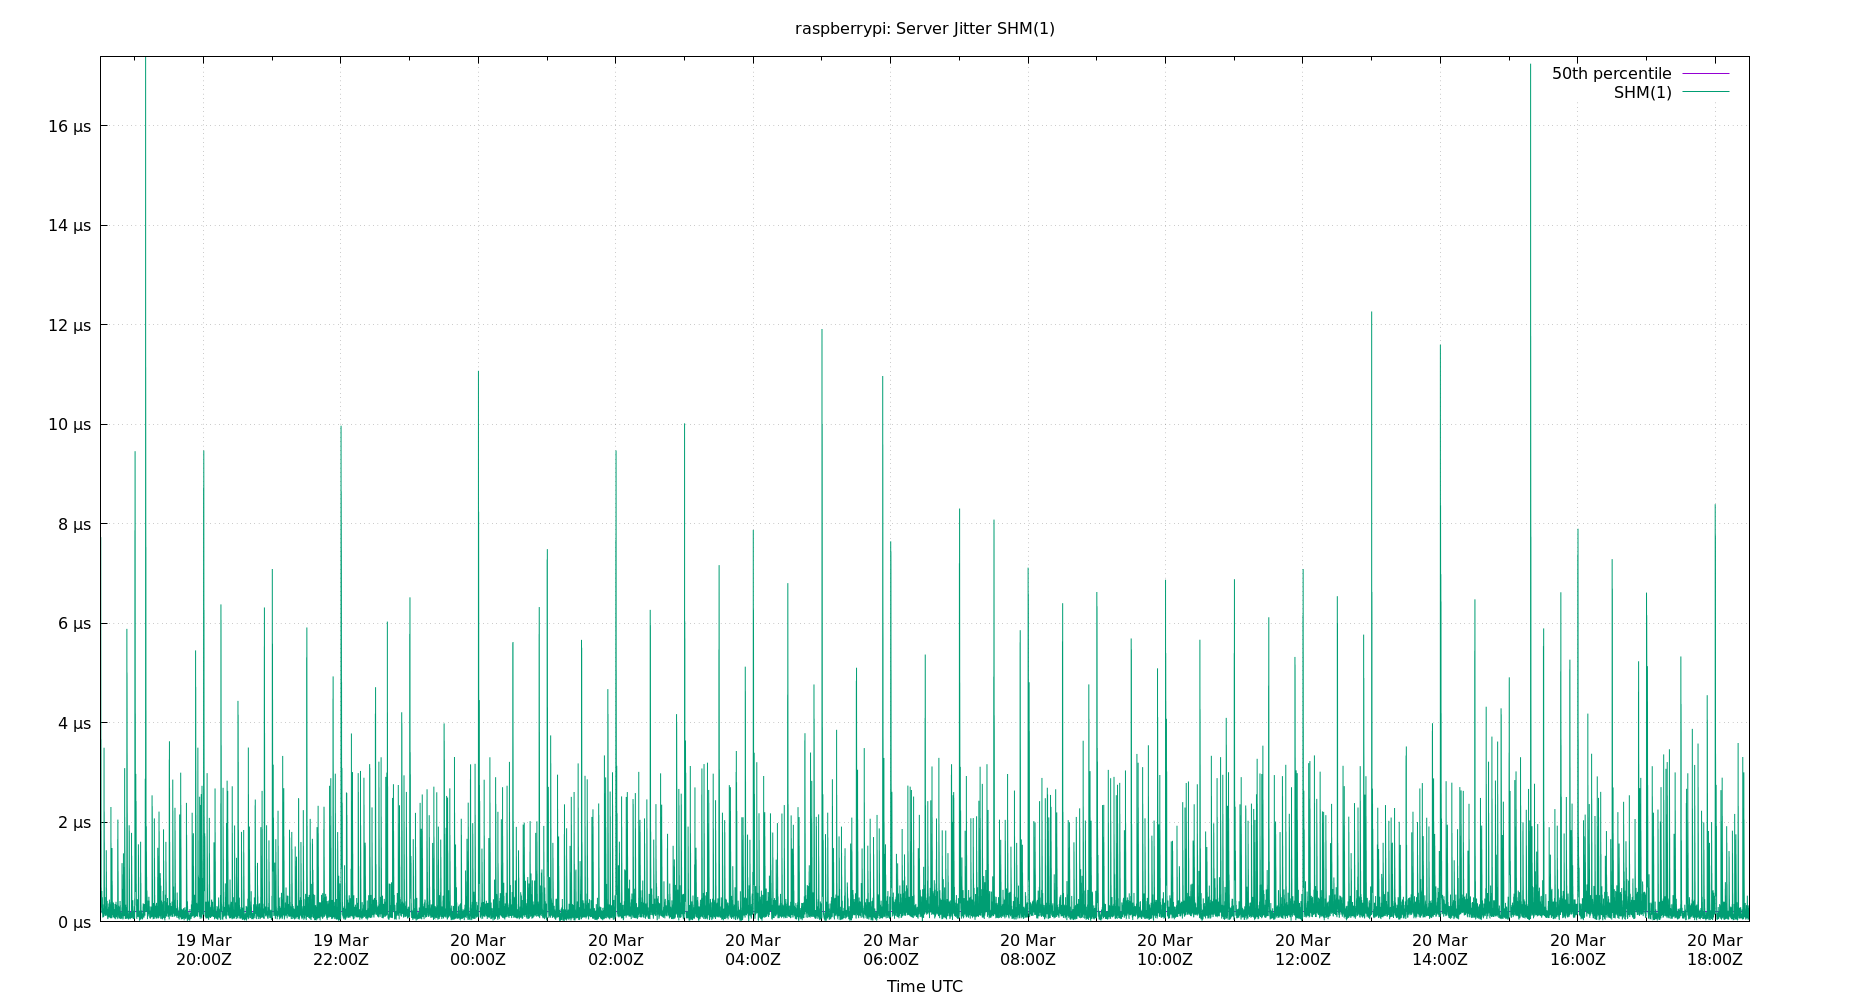 raspberrypi: Server Jitter SHM(1)
50th percentile
SHM(1)
16 µs
14 µs
12 µs
10 µs
8 µs
6 µs
4 µs
2 µs
0 µs
19 Mar 19 Mar 20 Mar 20 Mar 20 Mar 20 Mar 20 Mar 20 Mar 20 Mar 20 Mar 20 Mar 20 Mar
20:00Z 22:00Z 00:00Z 02:00Z 04:00Z 06:00Z 08:00Z 10:00Z 12:00Z 14:00Z 16:00Z 18:00Z
Time UTC